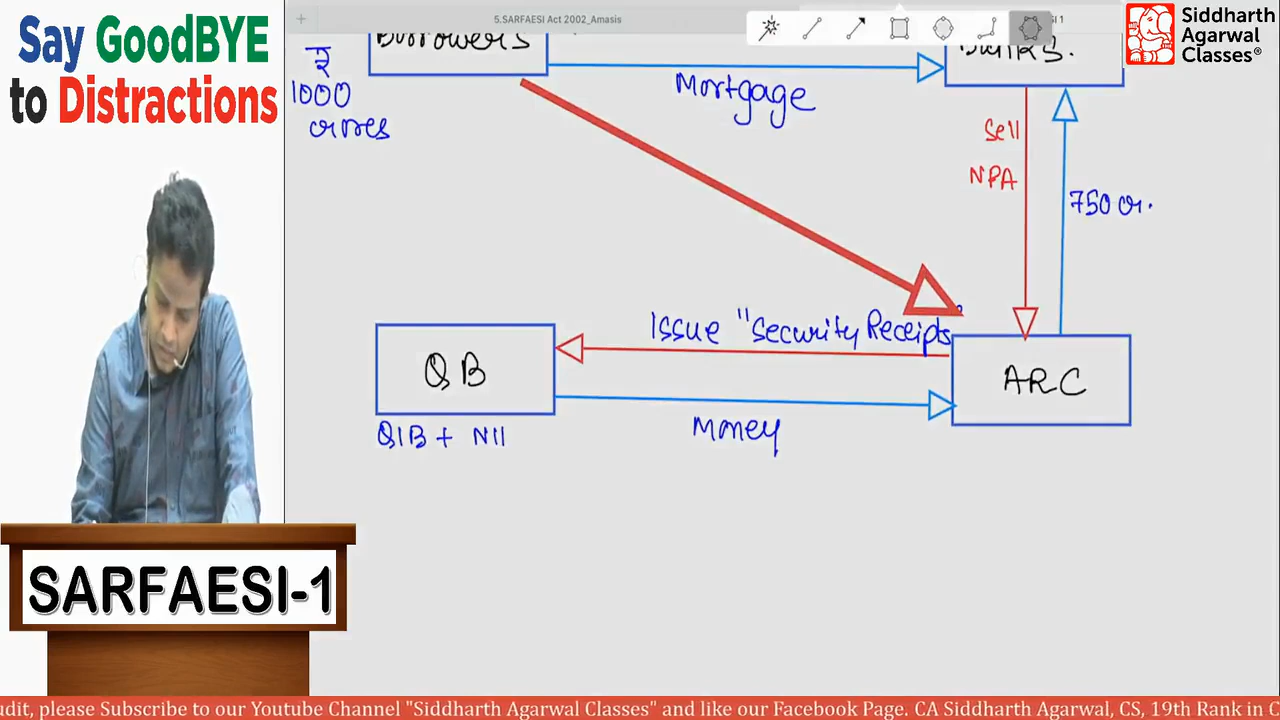 Say GoodBYE
to Distractions
5.SARFAESI Act 2002_Amasis
Siddharth
Agarwal
Classes®
Borrowers
Banks.
₹
1000
crores
Mortgage
Sell
NPA
750 cr.
Issue "Security Receipts"
QB
ARC
QIB + NII
Money
SARFAESI-1
udit, please Subscribe to our Youtube Channel "Siddharth Agarwal Classes" and like our Facebook Page. CA Siddharth Agarwal, CS, 19th Rank in C